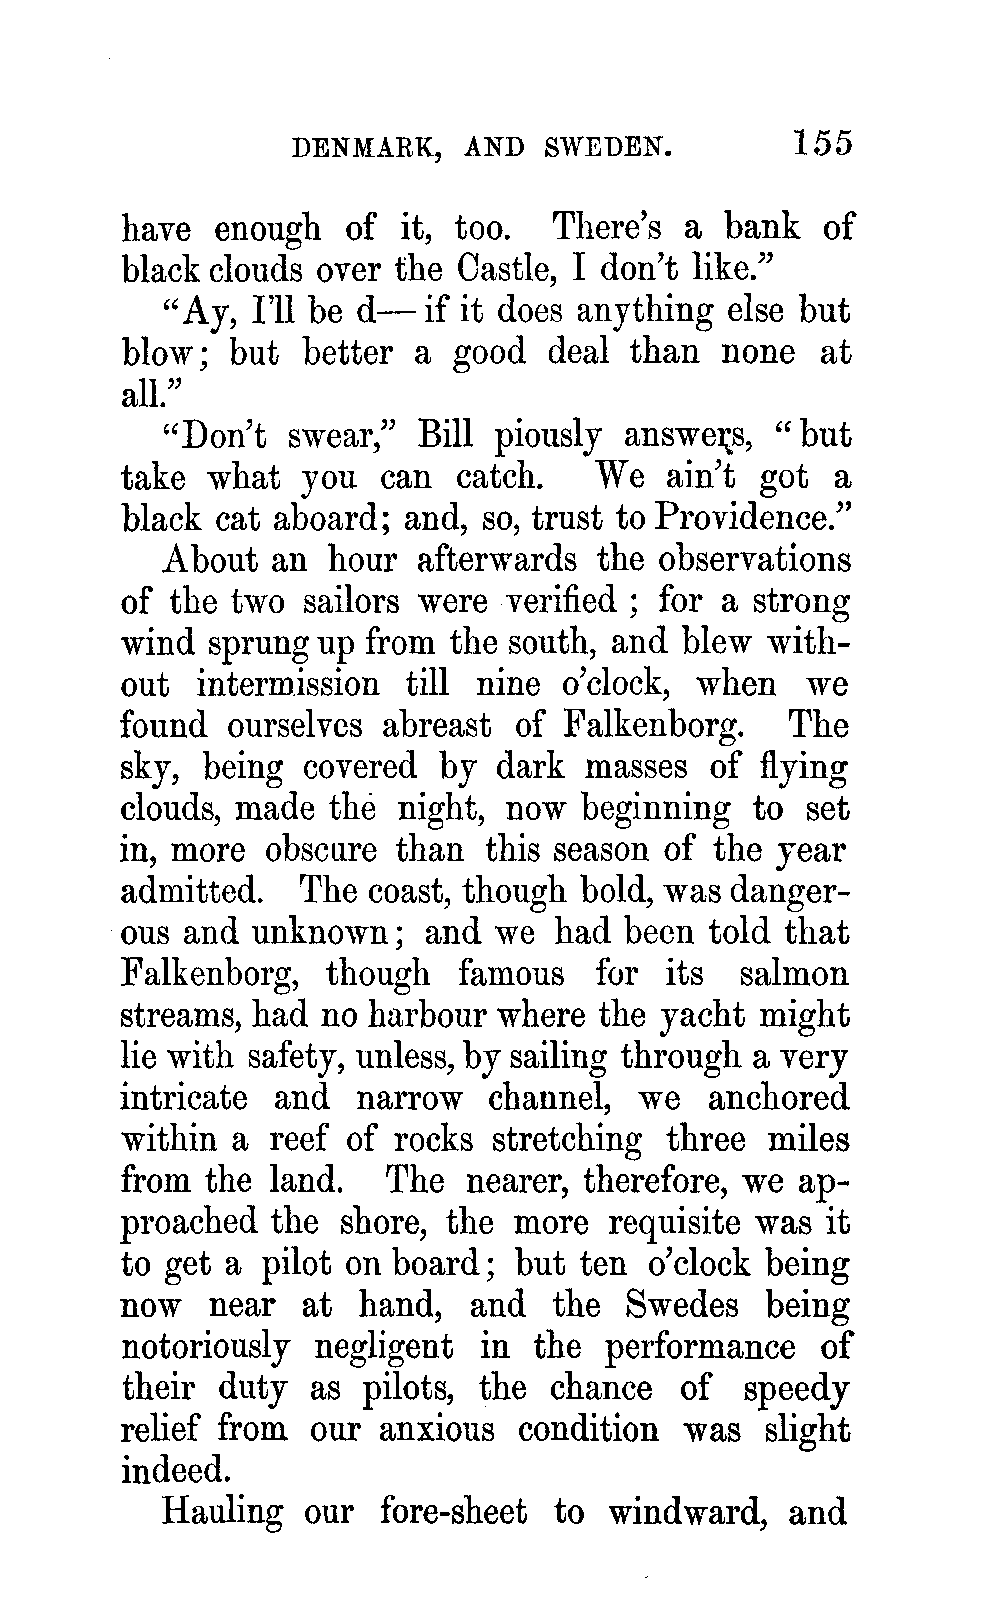 DENMARK, AND SWEDEN. 155
have enough of it, too. There's a bank of
black clouds over the Castle, I don't like."
"Ay, I'll be d— if it does anything else but
blow; but better a good deal than none at
all."
"Don't swear," Bill piously answers, "but
take what you can catch. We ain't got a
black cat aboard; and, so, trust to Providence."
About an hour afterwards the observations
of the two sailors were verified; for a strong
wind sprung up from the south, and blew with-
out intermission till nine o'clock, when we
found ourselves abreast of Falkenborg. The
sky, being covered by dark masses of flying
clouds, made the night, now beginning to set
in, more obscure than this season of the year
admitted. The coast, though bold, was danger-
ous and unknown; and we had been told that
Falkenborg, though famous for its salmon
streams, had no harbour where the yacht might
lie with safety, unless, by sailing through a very
intricate and narrow channel, we anchored
within a reef of rocks stretching three miles
from the land. The nearer, therefore, we ap-
proached the shore, the more requisite was it
to get a pilot on board; but ten o'clock being
now near at hand, and the Swedes being
notoriously negligent in the performance of
their duty as pilots, the chance of speedy
relief from our anxious condition was slight
indeed.
Hauling our fore-sheet to windward, and